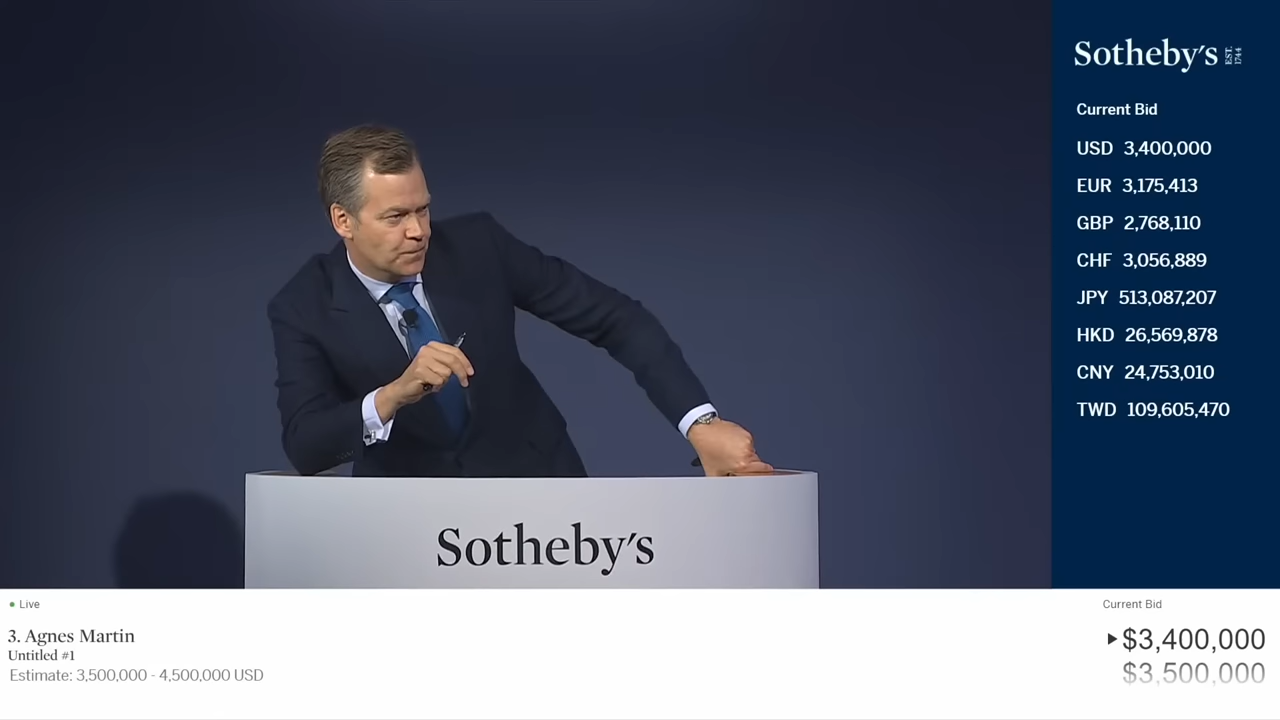 Sotheby's EST. 1744
Current Bid
USD 3,400,000
EUR 3,175,413
GBP 2,768,110
CHF 3,056,889
JPY 513,087,207
HKD 26,569,878
CNY 24,753,010
TWD 109,605,470
Sotheby's
Live
3. Agnes Martin
Untitled #1
Estimate: 3,500,000 - 4,500,000 USD
Current Bid
$3,400,000
$3,500,000